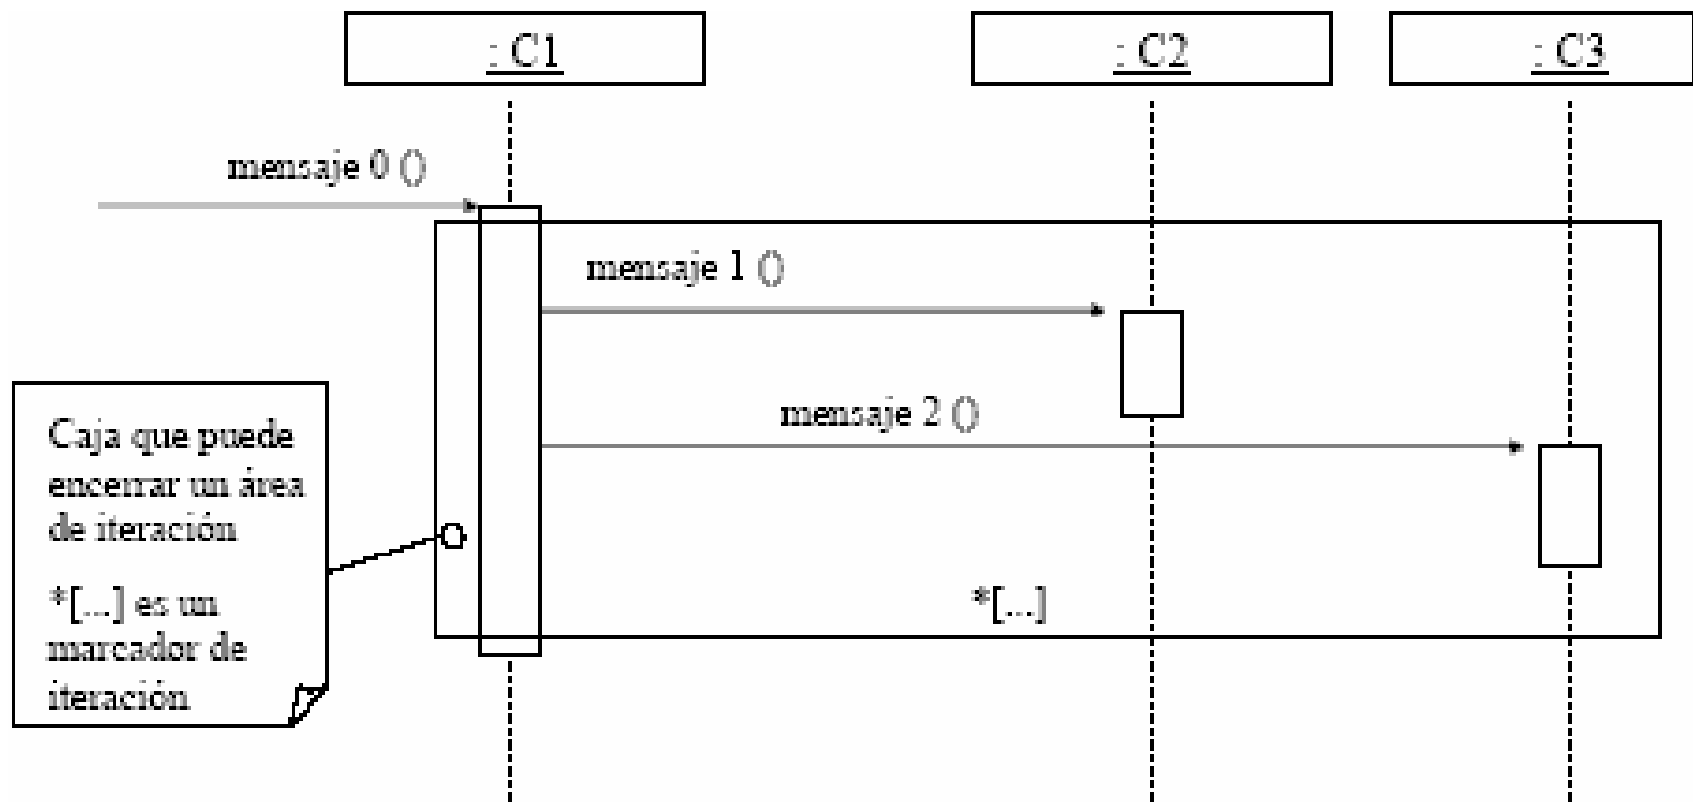 : C1
: C2
: C3
mensaje 0 ()
mensaje 1 ()
mensaje 2 ()
Caja que puede
encerrar un área
de iteración
*[...] es un
marcador de
iteración
*[...]